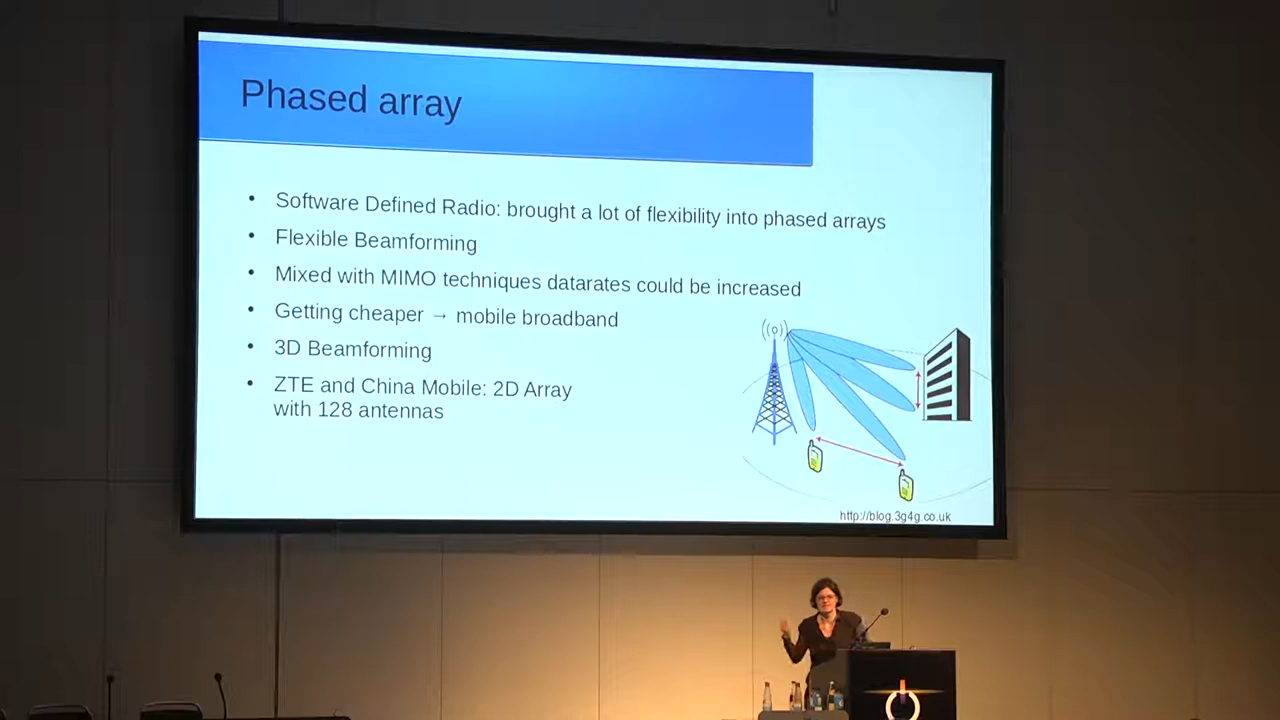 Phased array
• Software Defined Radio: brought a lot of flexibility into phased arrays
• Flexible Beamforming
• Mixed with MIMO techniques datarates could be increased
• Getting cheaper → mobile broadband
• 3D Beamforming
• ZTE and China Mobile: 2D Array
with 128 antennas
http://blog.3g4g.co.uk